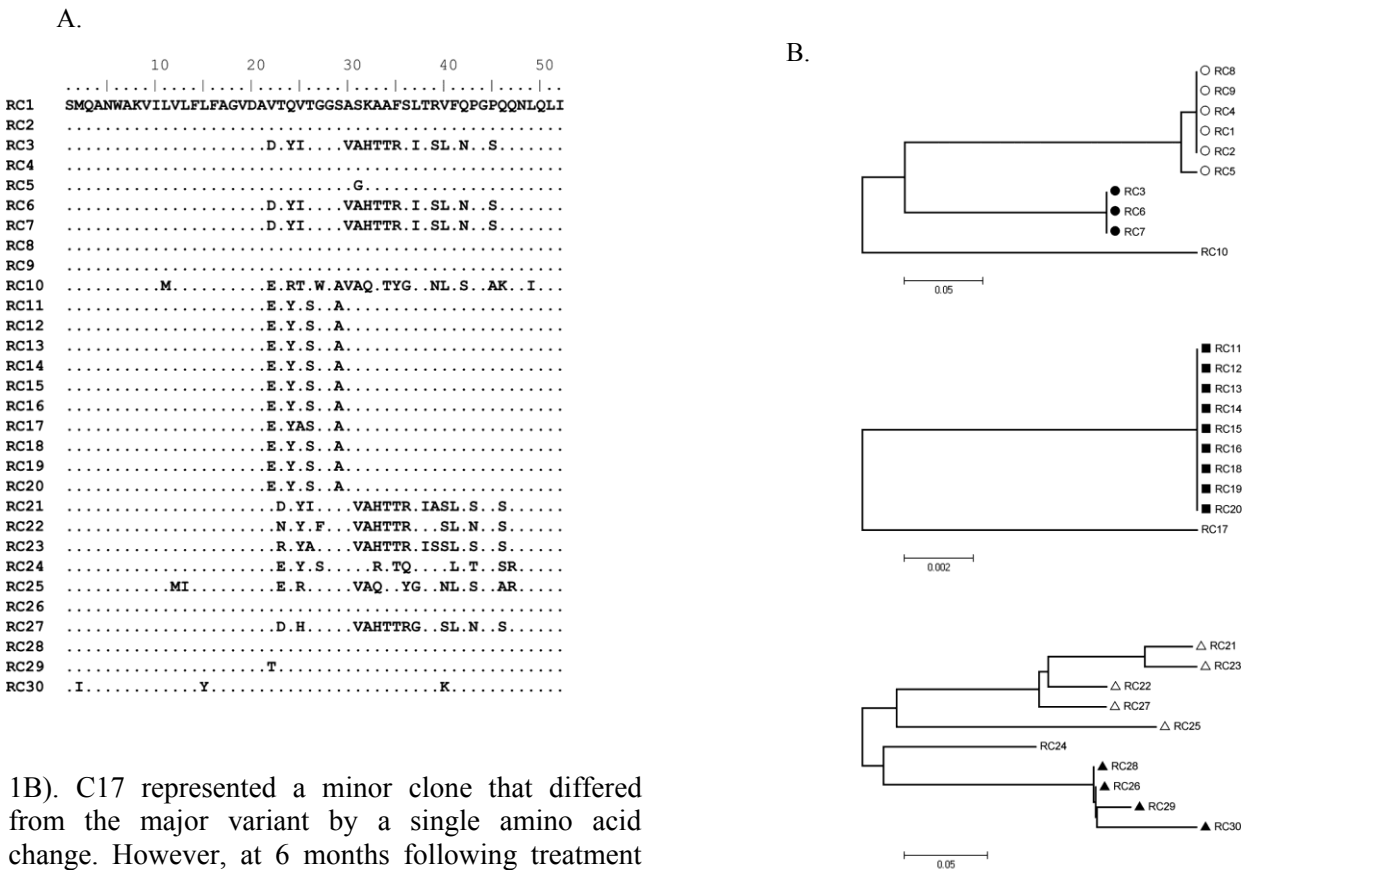 A.
10 20 30 40 50
RC1 SMQANWAKVILVLFLFAGVDAVTQVTGGSASKAAFSLTRVFQPGPQQNLQLI
RC2 ....................................................
RC3 .....................D.YI....VAHTTR.I.SL.N..S.......
RC4 ....................................................
RC5 ..............................G.....................
RC6 .....................D.YI....VAHTTR.I.SL.N..S.......
RC7 .....................D.YI....VAHTTR.I.SL.N..S.......
RC8 ....................................................
RC9 ....................................................
RC10 ..........M..........E.RT.W.AVAQ.TYG..NL.S..AK..I...
RC11 .....................E.Y.S..A.......................
RC12 .....................E.Y.S..A.......................
RC13 .....................E.Y.S..A.......................
RC14 .....................E.Y.S..A.......................
RC15 .....................E.Y.S..A.......................
RC16 .....................E.Y.S..A.......................
RC17 .....................E.YAS..A.......................
RC18 .....................E.Y.S..A.......................
RC19 .....................E.Y.S..A.......................
RC20 .....................E.Y.S..A.......................
RC21 ......................D.YI....VAHTTR.IASL.S..S......
RC22 ......................N.Y.F...VAHTTR...SL.N..S......
RC23 ......................R.YA....VAHTTR.ISSL.S..S......
RC24 ......................E.Y.S.....R.TQ....L.T..SR.....
RC25 ...........MI.........E.R.....VAQ..YG..NL.S..AR.....
RC26 ....................................................
RC27 ......................D.H.....VAHTTRG..SL.N..S......
RC28 ....................................................
RC29 .....................T..............................
RC30 .I............Y........................K............
1B). C17 represented a minor clone that differed
from the major variant by a single amino acid
change. However, at 6 months following treatment
B.
RC8
RC9
RC4
RC1
RC2
RC5
RC3
RC6
RC7
RC10
0.05
RC11
RC12
RC13
RC14
RC15
RC16
RC18
RC19
RC20
RC17
0.002
RC21
RC23
RC22
RC27
RC25
RC24
RC28
RC26
RC29
RC30
0.05